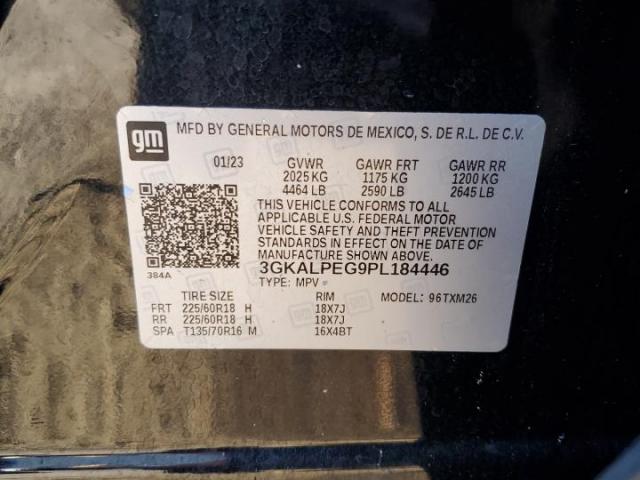 gm
MFD BY GENERAL MOTORS DE MEXICO, S. DE R.L. DE C.V.
01/23 GVWR GAWR FRT GAWR RR
2025 KG 1175 KG 1200 KG
4464 LB 2590 LB 2645 LB
THIS VEHICLE CONFORMS TO ALL
APPLICABLE U.S. FEDERAL MOTOR
VEHICLE SAFETY AND THEFT PREVENTION
STANDARDS IN EFFECT ON THE DATE OF
MANUFACTURE SHOWN ABOVE.
384A
3GKALPEG9PL184446
TYPE: MPV
TIRE SIZE RIM MODEL: 96TXM26
FRT 225/60R18 H 18X7J
RR 225/60R18 H 18X7J
SPA T135/70R16 M 16X4BT